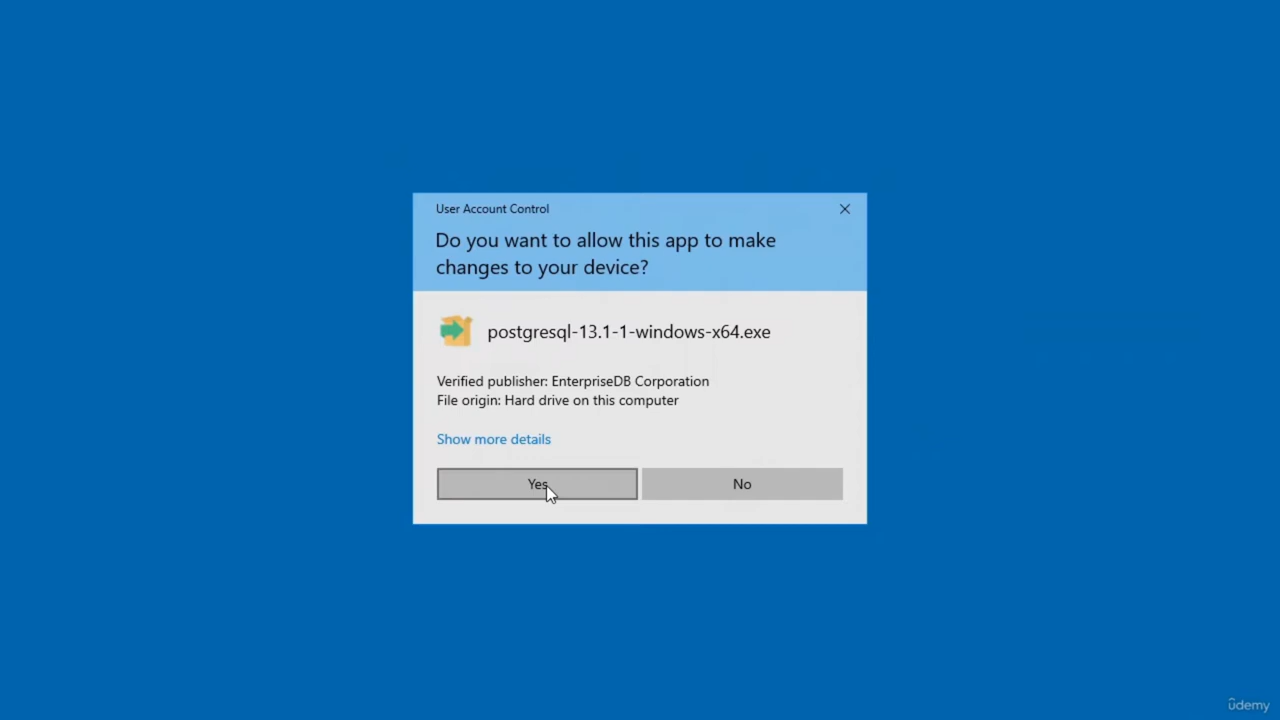 User Account Control
Do you want to allow this app to make
changes to your device?
postgresql-13.1-1-windows-x64.exe
Verified publisher: EnterpriseDB Corporation
File origin: Hard drive on this computer
Show more details
Yes
No
ûdemy